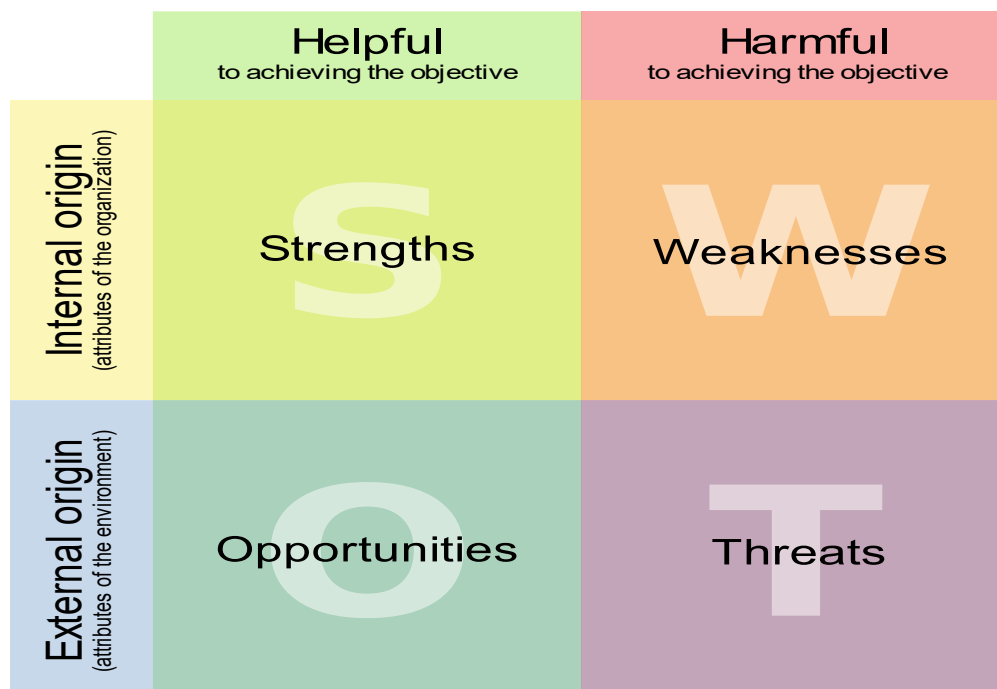 Helpful
to achieving the objective
Harmful
to achieving the objective
Internal origin
(attributes of the organization)
S
Strengths
W
Weaknesses
External origin
(attributes of the environment)
O
Opportunities
T
Threats